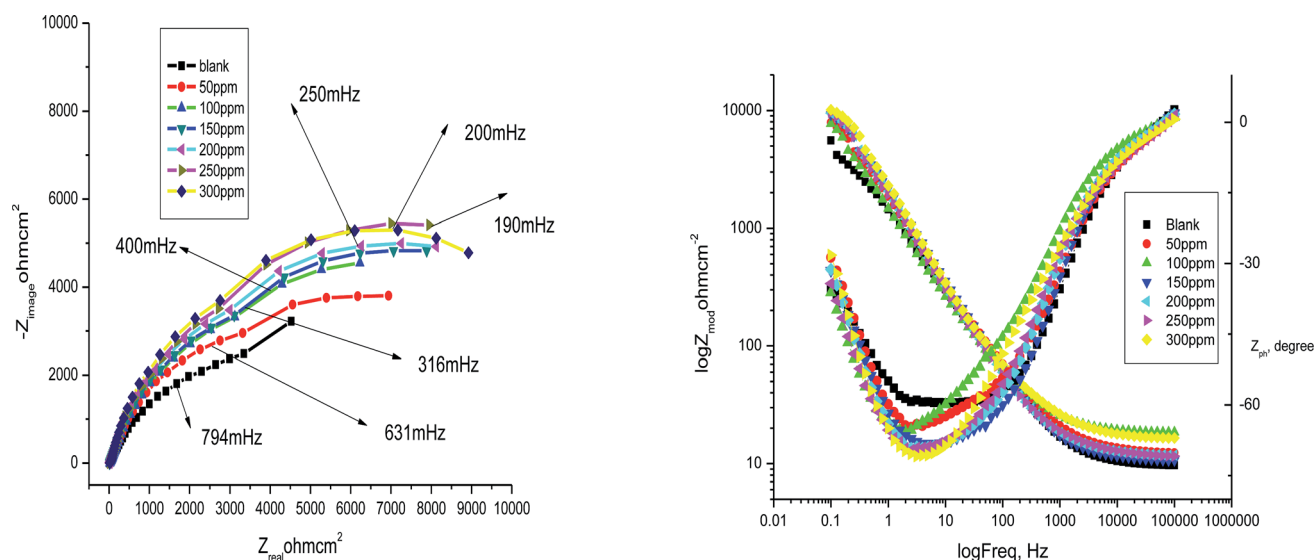 10000
8000
6000
4000
2000
0
-Z_image ohmcm²
blank
50ppm
100ppm
150ppm
200ppm
250ppm
300ppm
250mHz
200mHz
190mHz
400mHz
316mHz
631mHz
794mHz
0 1000 2000 3000 4000 5000 6000 7000 8000 9000 10000
Z_real ohmcm²
10000
1000
100
10
logZ_mod ohmcm⁻²
0
-30
-60
Z_ph, degree
Blank
50ppm
100ppm
150ppm
200ppm
250ppm
300ppm
0.01 0.1 1 10 100 1000 10000 100000 1000000
logFreq, Hz